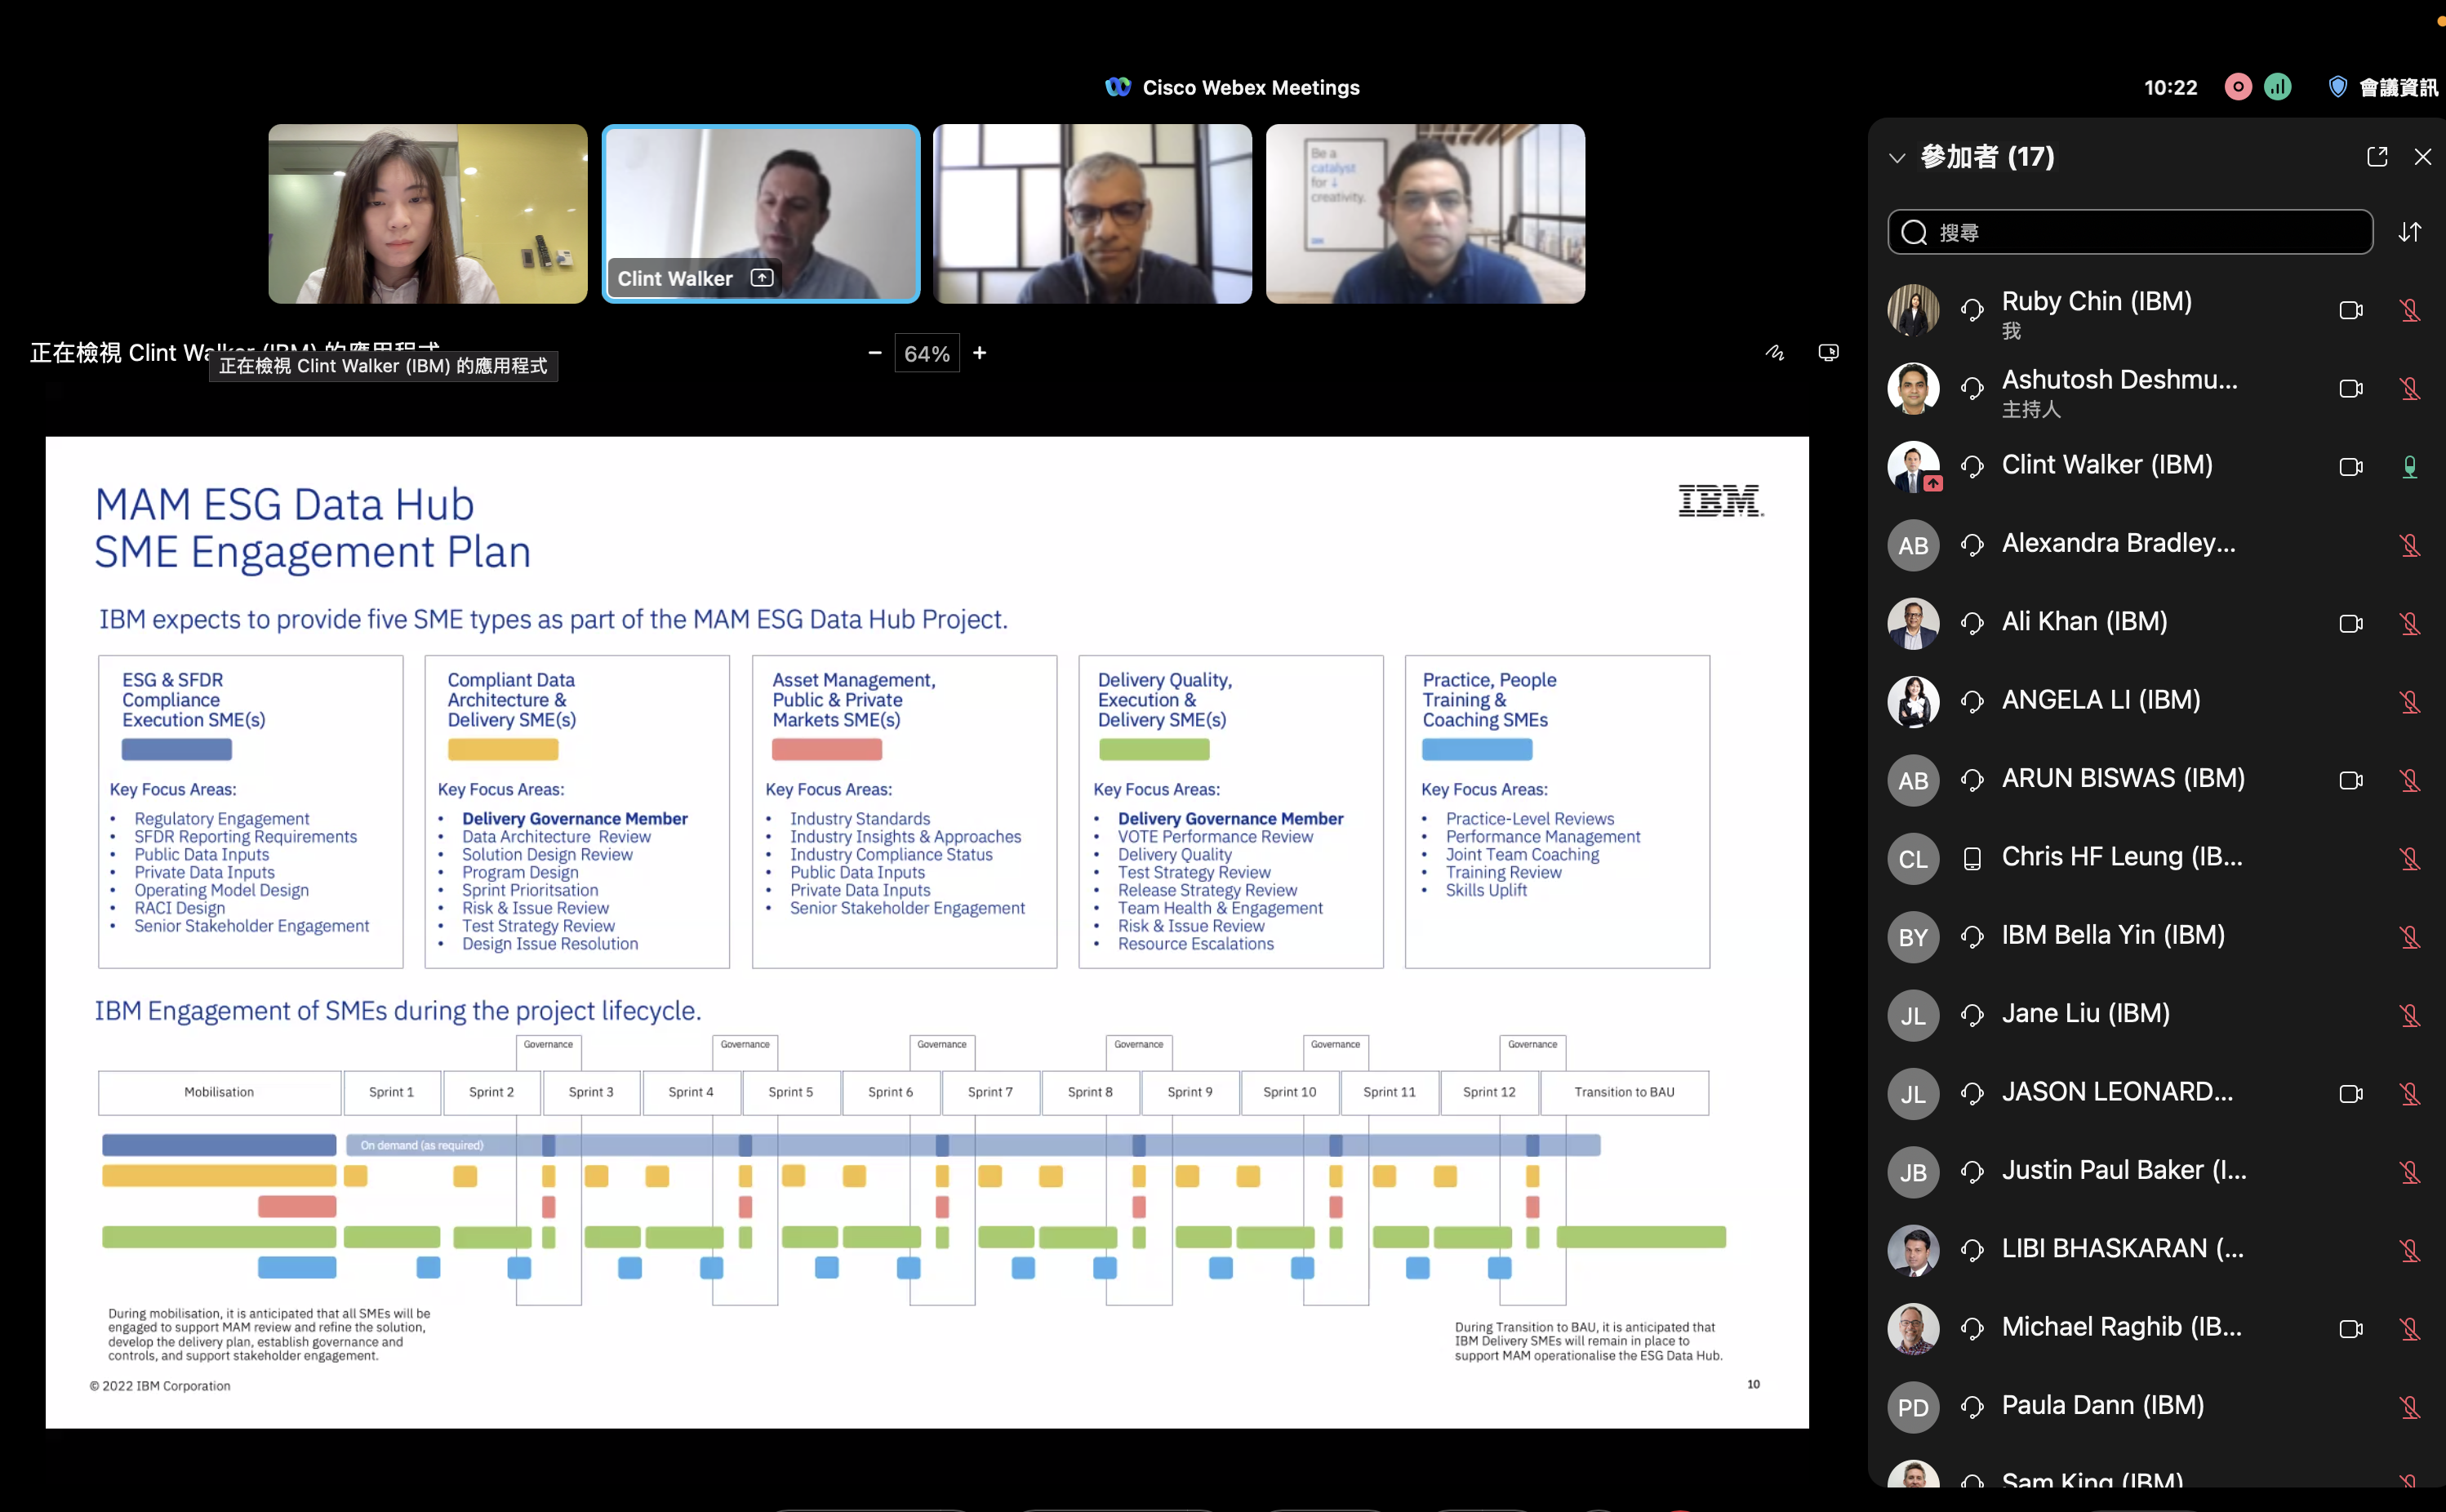 Cisco Webex Meetings
10:22
會議資訊
Be a
catalyst
for ↓
creativity.
Clint Walker
正在檢視 Clint Walker (IBM) 的應用程式
正在檢視 Clint Walker (IBM) 的應用程式
64%
MAM ESG Data Hub
SME Engagement Plan
IBM
IBM expects to provide five SME types as part of the MAM ESG Data Hub Project.
ESG & SFDR
Compliance
Execution SME(s)
Key Focus Areas:
• Regulatory Engagement
• SFDR Reporting Requirements
• Public Data Inputs
• Private Data Inputs
• Operating Model Design
• RACI Design
• Senior Stakeholder Engagement
Compliant Data
Architecture &
Delivery SME(s)
Key Focus Areas:
• Delivery Governance Member
• Data Architecture Review
• Solution Design Review
• Program Design
• Sprint Prioritsation
• Risk & Issue Review
• Test Strategy Review
• Design Issue Resolution
Asset Management,
Public & Private
Markets SME(s)
Key Focus Areas:
• Industry Standards
• Industry Insights & Approaches
• Industry Compliance Status
• Public Data Inputs
• Private Data Inputs
• Senior Stakeholder Engagement
Delivery Quality,
Execution &
Delivery SME(s)
Key Focus Areas:
• Delivery Governance Member
• VOTE Performance Review
• Delivery Quality
• Test Strategy Review
• Release Strategy Review
• Team Health & Engagement
• Risk & Issue Review
• Resource Escalations
Practice, People
Training &
Coaching SMEs
Key Focus Areas:
• Practice-Level Reviews
• Performance Management
• Joint Team Coaching
• Training Review
• Skills Uplift
IBM Engagement of SMEs during the project lifecycle.
Governance Governance Governance Governance Governance Governance
Mobilisation Sprint 1 Sprint 2 Sprint 3 Sprint 4 Sprint 5 Sprint 6 Sprint 7 Sprint 8 Sprint 9 Sprint 10 Sprint 11 Sprint 12 Transition to BAU
On demand (as required)
During mobilisation, it is anticipated that all SMEs will be
engaged to support MAM review and refine the solution,
develop the delivery plan, establish governance and
controls, and support stakeholder engagement.
During Transition to BAU, it is anticipated that
IBM Delivery SMEs will remain in place to
support MAM operationalise the ESG Data Hub.
© 2022 IBM Corporation
10
參加者 (17)
搜尋
Ruby Chin (IBM)
我
Ashutosh Deshmu...
主持人
Clint Walker (IBM)
AB Alexandra Bradley...
Ali Khan (IBM)
ANGELA LI (IBM)
AB ARUN BISWAS (IBM)
CL Chris HF Leung (IB...
BY IBM Bella Yin (IBM)
JL Jane Liu (IBM)
JL JASON LEONARD...
JB Justin Paul Baker (I...
LIBI BHASKARAN (...
Michael Raghib (IB...
PD Paula Dann (IBM)
Sam King (IBM)